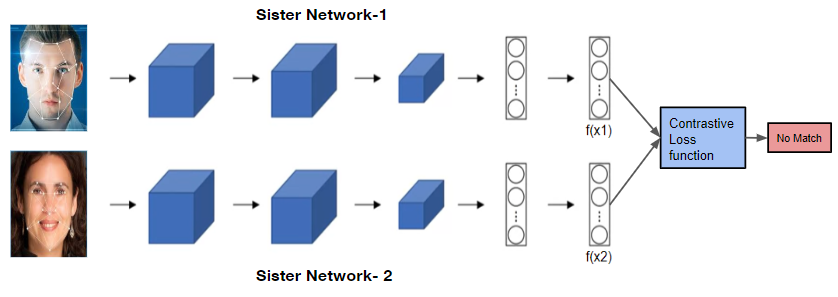 Sister Network-1
f(x1)
Contrastive
Loss
function
No Match
f(x2)
Sister Network- 2